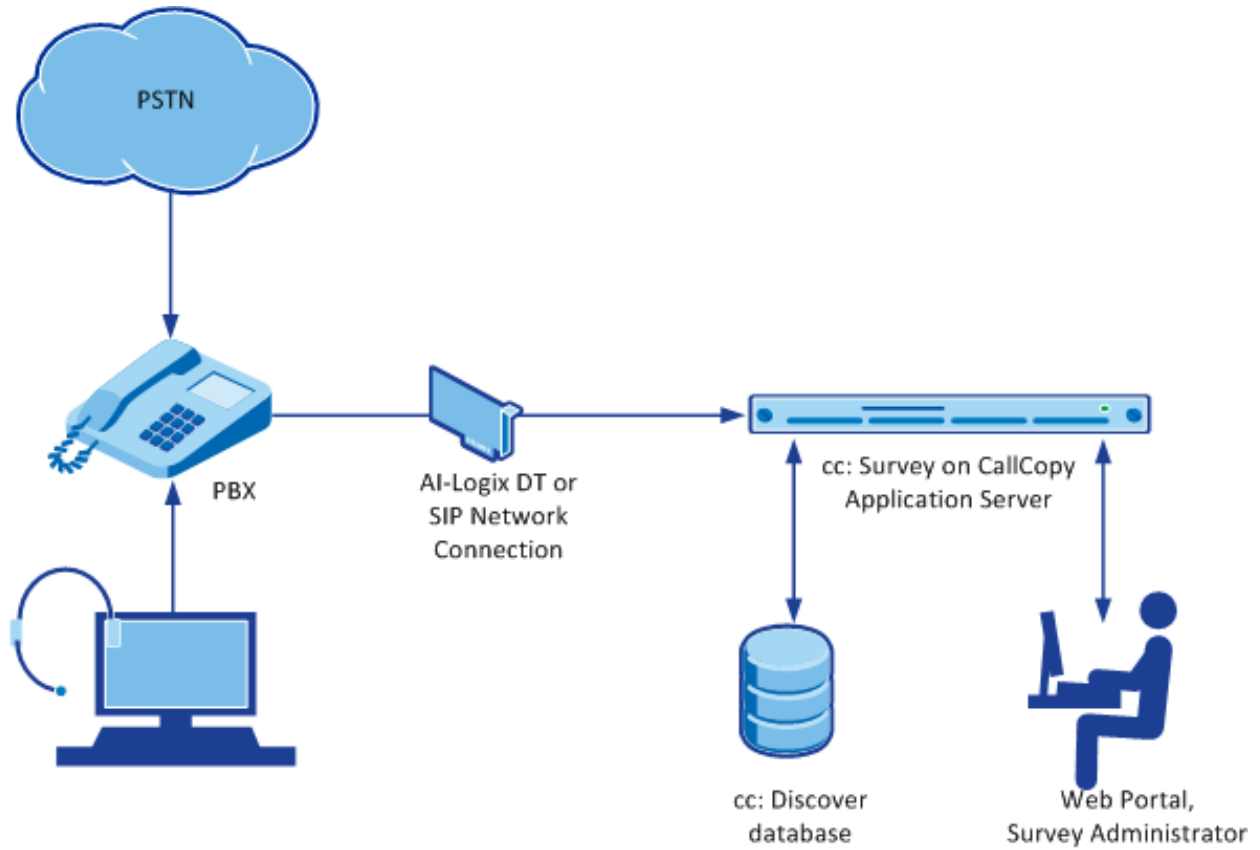 PSTN
PBX
AI-Logix DT or
SIP Network
Connection
cc: Survey on CallCopy
Application Server
cc: Discover
database
Web Portal,
Survey Administrator